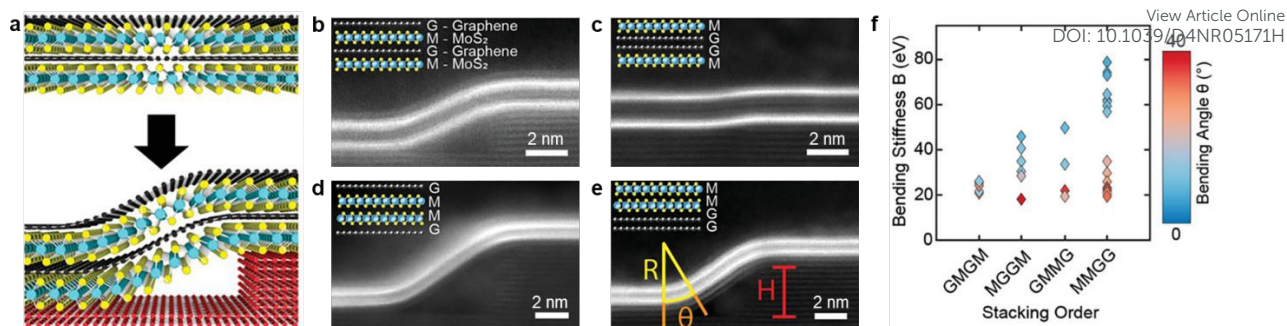 View Article Online
DOI: 10.1039/D4NR05171H
a
b
G - Graphene
M - MoS₂
G - Graphene
M - MoS₂
2 nm
c
M
G
G
M
2 nm
d
G
M
M
G
2 nm
e
M
M
G
G
R
θ
H
2 nm
f
Bending Stiffness B (eV)
80
60
40
20
0
GMGM
MGGM
GMMG
MMGG
Stacking Order
40
0
Bending Angle θ (°)